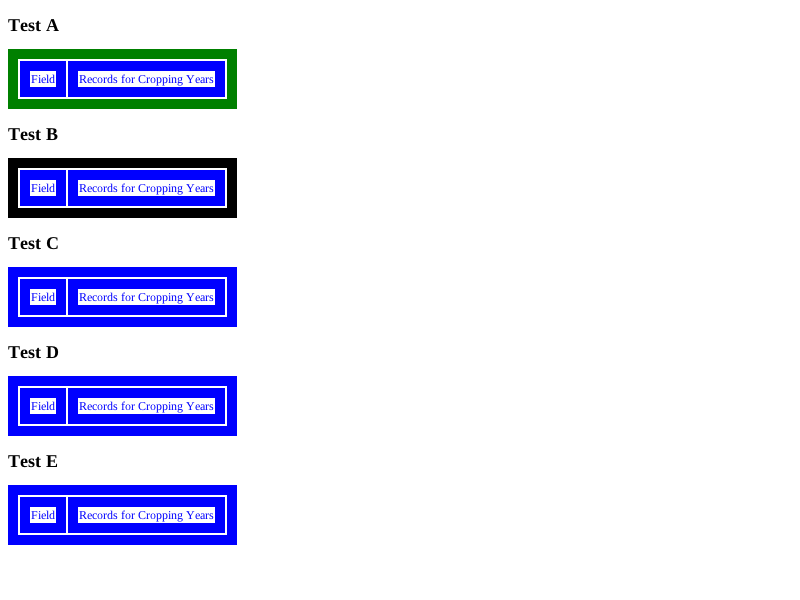 Test A
Field Records for Cropping Years
Test B
Field Records for Cropping Years
Test C
Field Records for Cropping Years
Test D
Field Records for Cropping Years
Test E
Field Records for Cropping Years